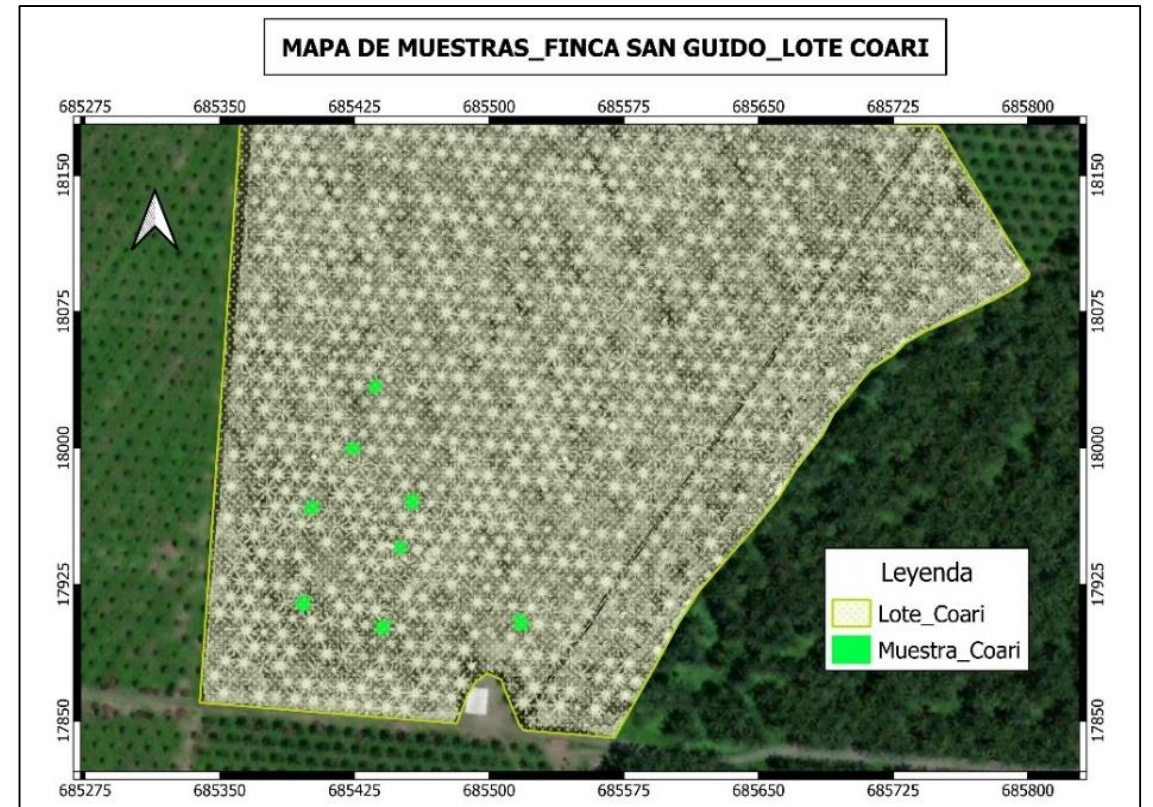 MAPA DE MUESTRAS_FINCA SAN GUIDO_LOTE COARI
685275 685350 685425 685500 685575 685650 685725 685800
18150 18150
18075 18075
18000 18000
17925 17925
Leyenda
Lote_Coari
Muestra_Coari
17850 17850
685275 685350 685425 685500 685575 685650 685725 685800